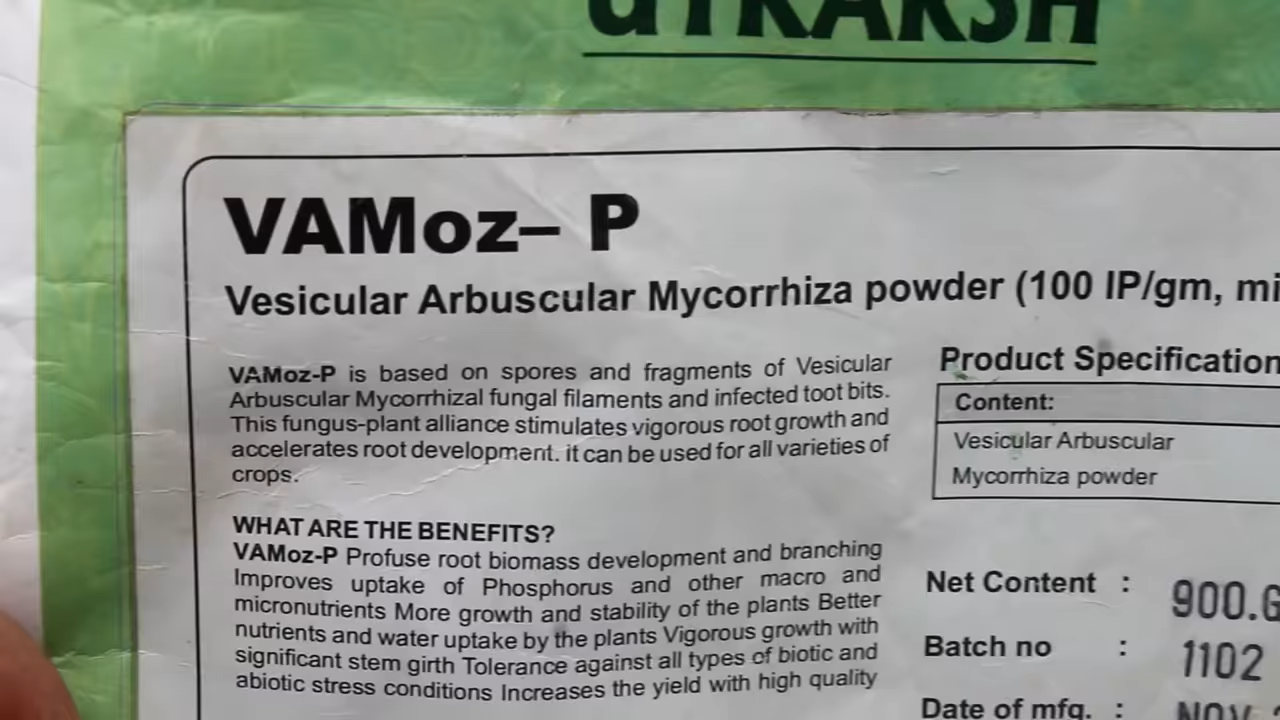 UTKARSH
VAMoz– P
Vesicular Arbuscular Mycorrhiza powder (100 IP/gm,
VAMoz-P is based on spores and fragments of Vesicular
Arbuscular Mycorrhizal fungal filaments and infected toot bits.
This fungus-plant alliance stimulates vigorous root growth and
accelerates root development. it can be used for all varieties of
crops.
WHAT ARE THE BENEFITS?
VAMoz-P Profuse root biomass development and branching
Improves uptake of Phosphorus and other macro and
micronutrients More growth and stability of the plants Better
nutrients and water uptake by the plants Vigorous growth with
significant stem girth Tolerance against all types of biotic and
abiotic stress conditions Increases the yield with high quality
Product Specification
Content:
Vesicular Arbuscular
Mycorrhiza powder
Net Content : 900.G
Batch no : 1102
Date of mfg. : NOV